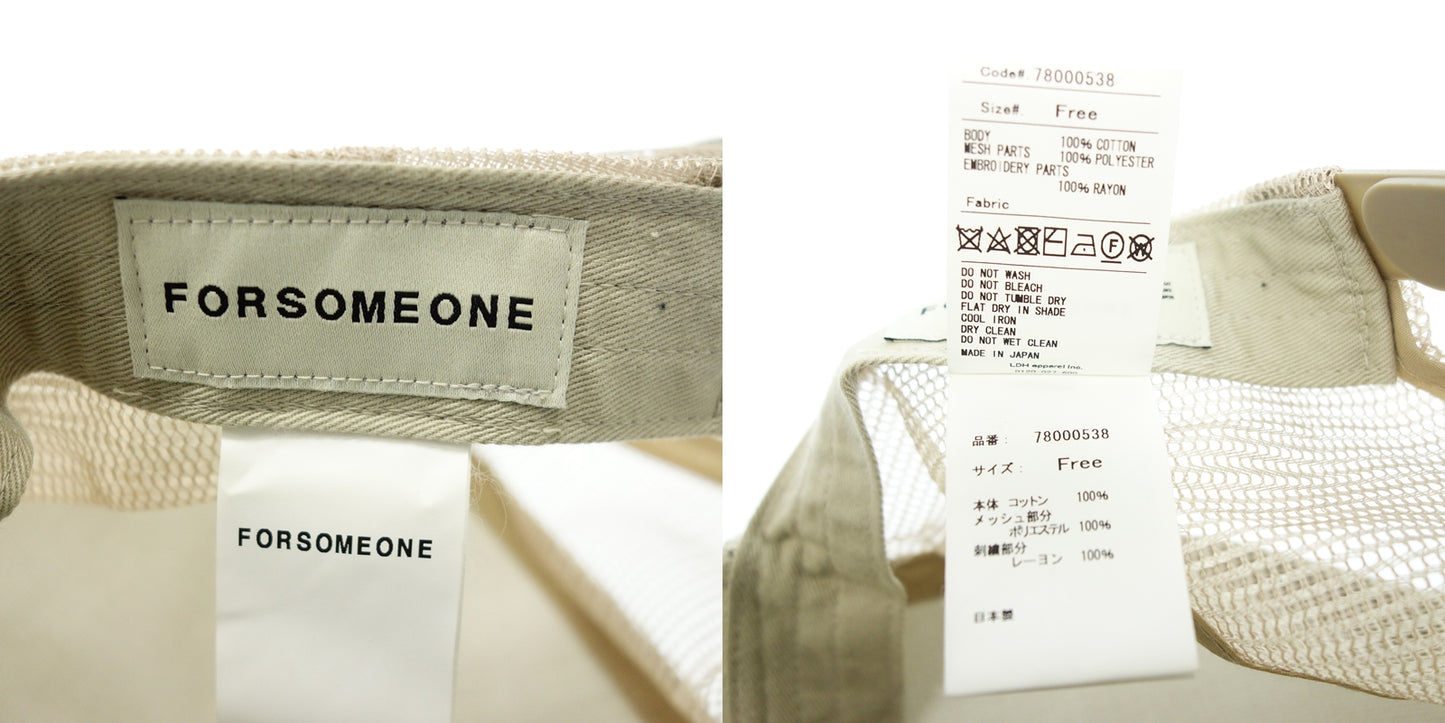 FORSOMEONE
FORSOMEONE
Code#. 78000538
Size#. Free
BODY 100% COTTON
MESH PARTS 100% POLYESTER
EMBROIDERY PARTS
100% RAYON
Fabric
DO NOT WASH
DO NOT BLEACH
DO NOT TUMBLE DRY
FLAT DRY IN SHADE
COOL IRON
DRY CLEAN
DO NOT WET CLEAN
MADE IN JAPAN
LDH apparel Inc.
品番: 78000538
サイズ: Free
本体 コットン 100%
メッシュ部分
ポリエステル 100%
刺繍部分
レーヨン 100%
日本製